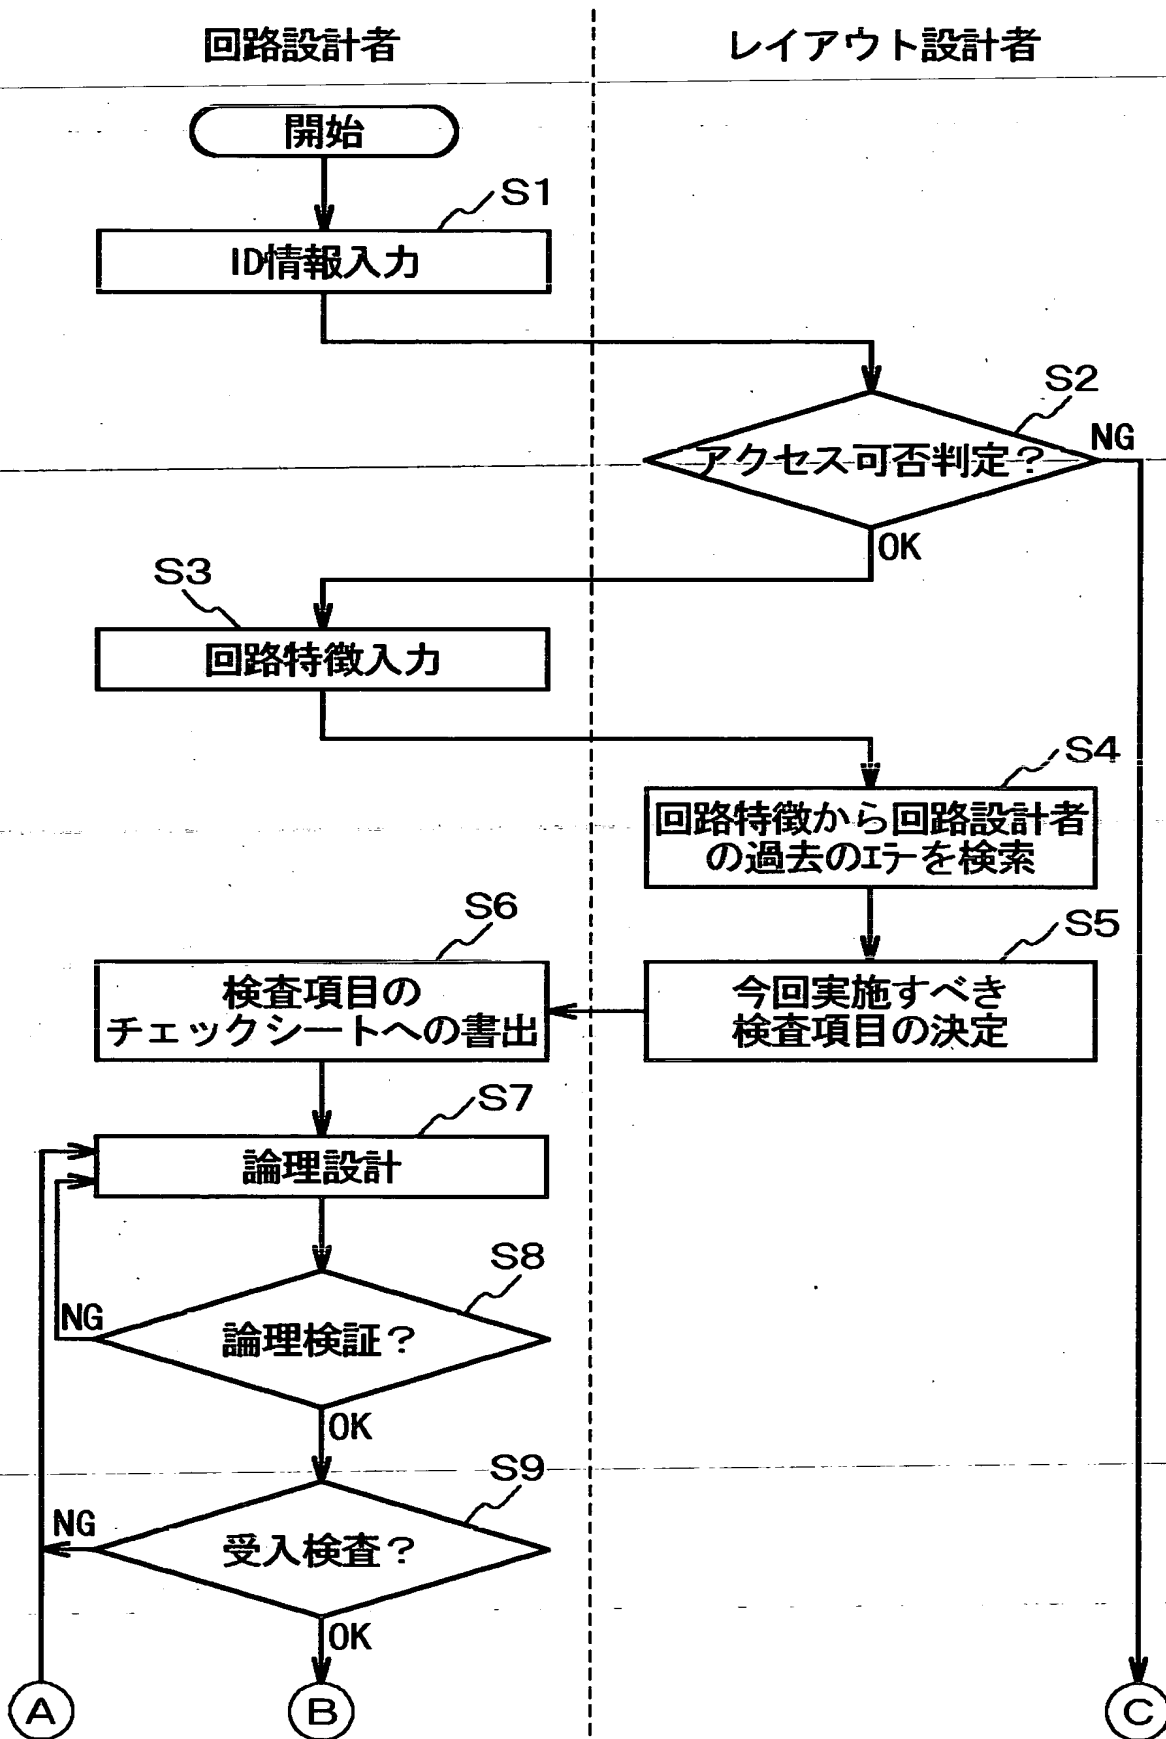 回路設計者
レイアウト設計者
開始
S1
ID情報入力
S2
アクセス可否判定?
NG
OK
S3
回路特徴入力
S4
回路特徴から回路設計者
の過去のエラーを検索
S5
今回実施すべき
検査項目の決定
S6
検査項目の
チェックシートへの書出
S7
論理設計
S8
論理検証?
NG
OK
S9
受入検査?
NG
OK
A
B
C